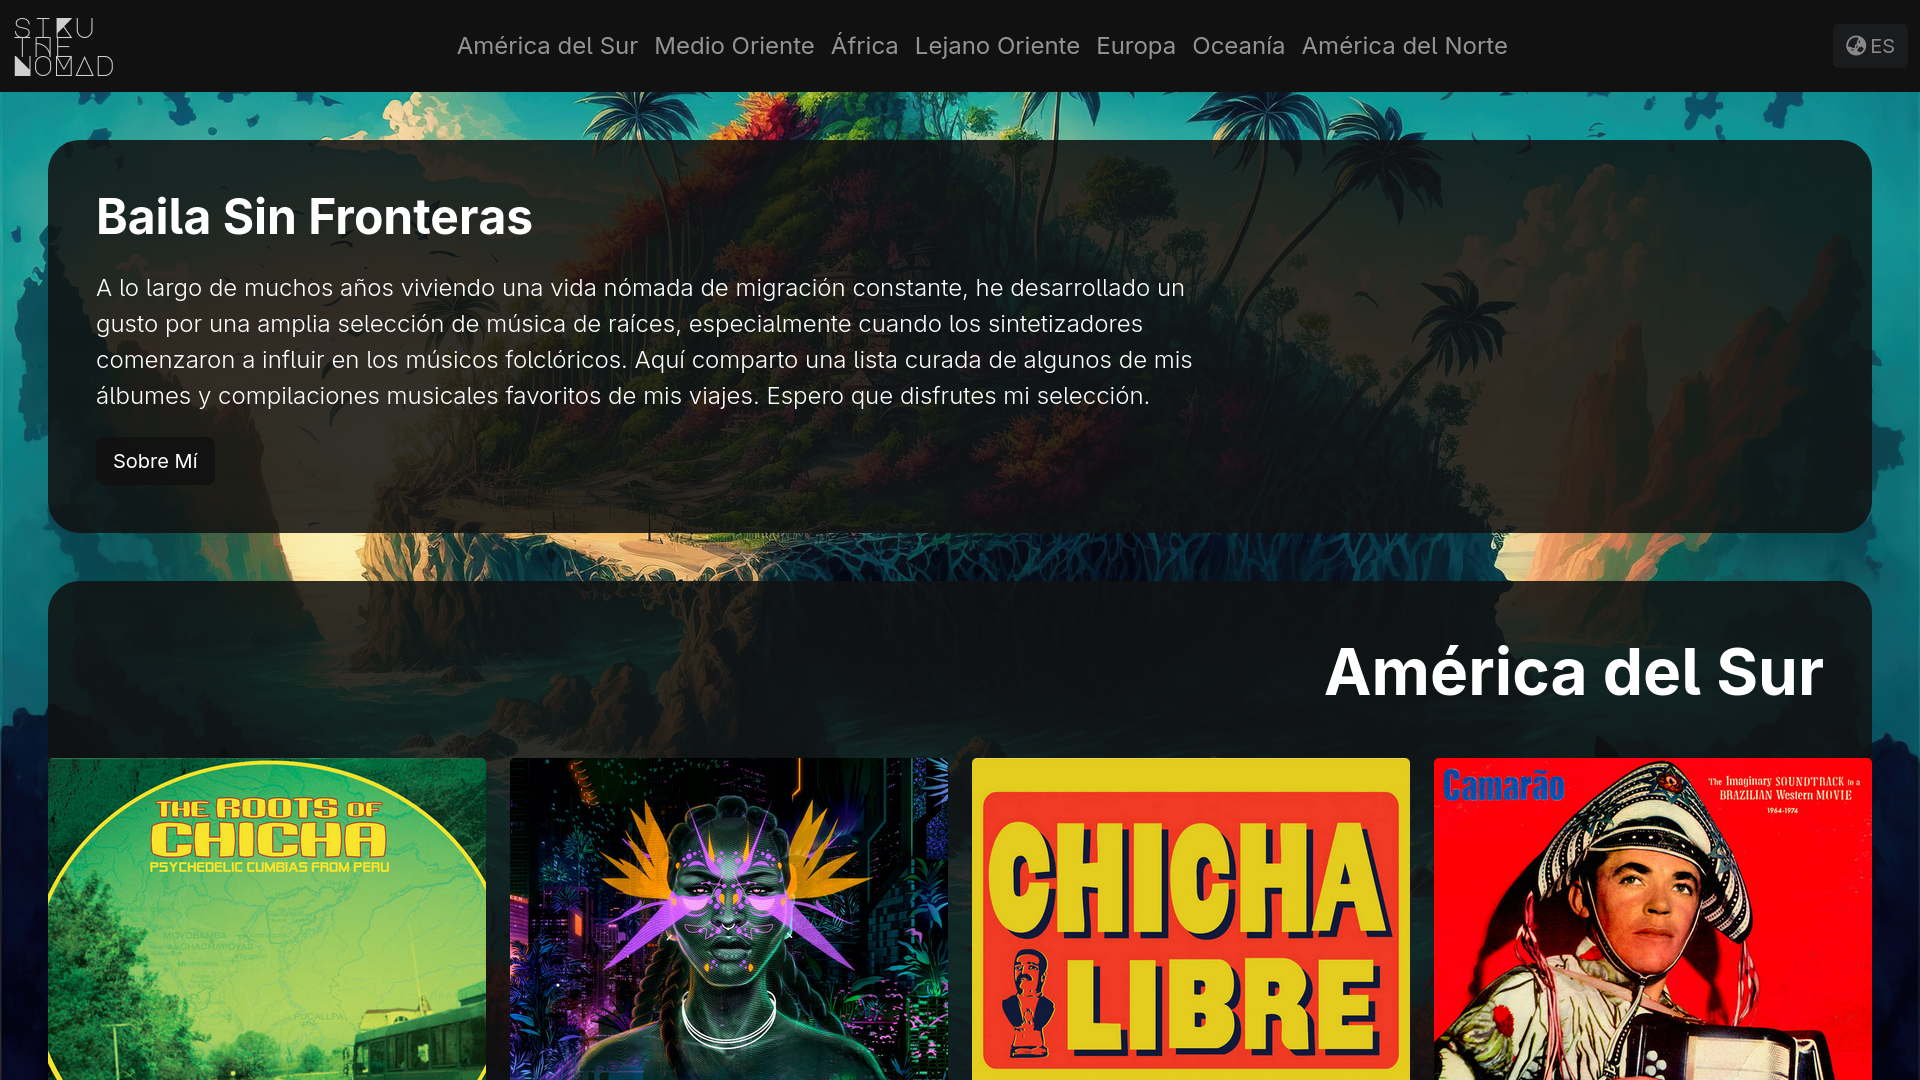 SIKU
THE
NOMAD
América del Sur Medio Oriente África Lejano Oriente Europa Oceanía América del Norte
ES
Baila Sin Fronteras
A lo largo de muchos años viviendo una vida nómada de migración constante, he desarrollado un
gusto por una amplia selección de música de raíces, especialmente cuando los sintetizadores
comenzaron a influir en los músicos folclóricos. Aquí comparto una lista curada de algunos de mis
álbumes y compilaciones musicales favoritos de mis viajes. Espero que disfrutes mi selección.
Sobre Mí
América del Sur
THE ROOTS OF
CHICHA
PSYCHEDELIC CUMBIAS FROM PERU
MOYOBAMBA
CHACHAPOYAS
PUCALLPA
CHICHA
LIBRE
Camarão
The Imaginary SOUNDTRACK to a
BRAZILIAN Western MOVIE
1964-1974